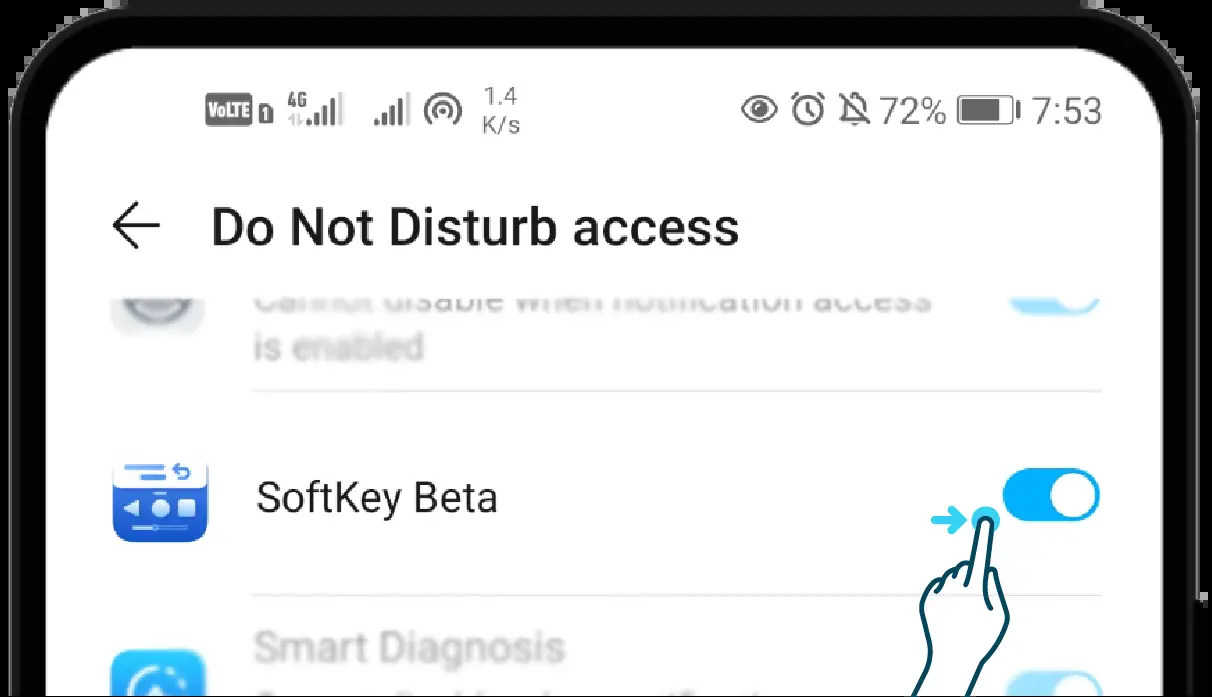 VoLTE 1 4G 1.4 K/s 72% 7:53
Do Not Disturb access
Cannot disable when notification access
is enabled
SoftKey Beta
Smart Diagnosis